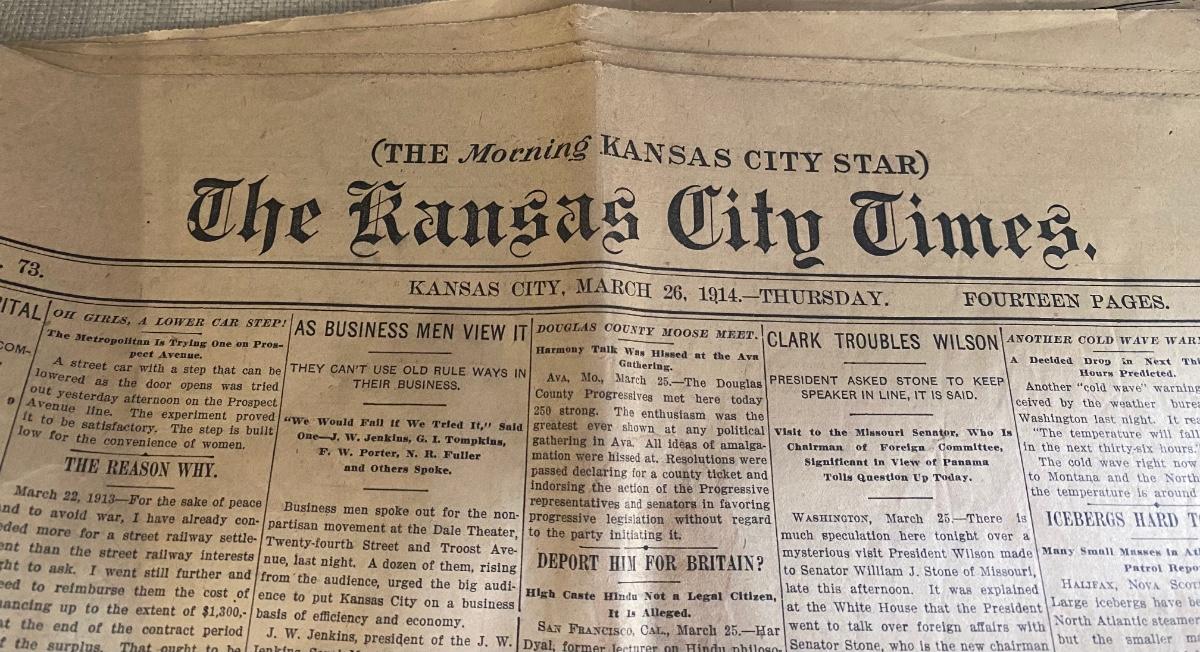 (THE Morning KANSAS CITY STAR)
The Kansas City Times.
73.
KANSAS CITY, MARCH 26, 1914.—THURSDAY.
FOURTEEN PAGES.
OH GIRLS, A LOWER CAR STEP!
The Metropolitan Is Trying One on Pros-
pect Avenue.
A street car with a step that can be
lowered as the door opens was tried
out yesterday afternoon on the Prospect
Avenue line. The experiment proved
it to be satisfactory. The step is built
low for the convenience of women.
THE REASON WHY.
March 22, 1913—For the sake of peace
and to avoid war, I have already con-
more for a street railway settle-
than the street railway interests
to ask. I went still further and
to reimburse them the cost of
up to the extent of $1,300,-
at the end of the contract period
the surplus. That ought to be
AS BUSINESS MEN VIEW IT
THEY CAN'T USE OLD RULE WAYS IN
THEIR BUSINESS.
"We Would Fail If We Tried It," Said
One—J. W. Jenkins, G. I. Tompkins,
F. W. Porter, N. R. Fuller
and Others Spoke.
Business men spoke out for the non-
partisan movement at the Dale Theater,
Twenty-fourth Street and Troost Ave-
nue, last night. A dozen of them, rising
from the audience, urged the big audi-
ence to put Kansas City on a business
basis of efficiency and economy.
J. W. Jenkins, president of the J. W.
DOUGLAS COUNTY MOOSE MEET.
Harmony Talk Was Hissed at the Ava
Gathering.
Ava, Mo., March 25.—The Douglas
County Progressives met here today
250 strong. The enthusiasm was the
greatest ever shown at any political
gathering in Ava. All ideas of amalga-
mation were hissed at. Resolutions were
passed declaring for a county ticket and
indorsing the action of the Progressive
representatives and senators in favoring
progressive legislation without regard
to the party initiating it.
DEPORT HIM FOR BRITAIN?
High Caste Hindu Not a Legal Citizen,
It Is Alleged.
SAN FRANCISCO, CAL., March 25.—Har
Dyal, former lecturer on Hindu philoso-
CLARK TROUBLES WILSON
PRESIDENT ASKED STONE TO KEEP
SPEAKER IN LINE, IT IS SAID.
Visit to the Missouri Senator, Who Is
Chairman of Foreign Committee,
Significant in View of Panama
Tolls Question Up Today.
WASHINGTON, March 25.—There is
much speculation here tonight over a
mysterious visit President Wilson made
to Senator William J. Stone of Missouri,
late this afternoon. It was explained
at the White House that the President
went to talk over foreign affairs with
Senator Stone, who is the new chairman
ANOTHER COLD WAVE
A Decided Drop in Next
Hours Predicted.
Another "cold wave" warning
ceived by the weather
Washington last night. It
"The temperature will fall
in the next thirty-six hours."
The cold wave right now
to Montana and the North
the temperature is around
ICEBERGS HARD
Many Small Masses in
Patrol
HALIFAX, NOVA
Large icebergs have
North Atlantic
but the smaller